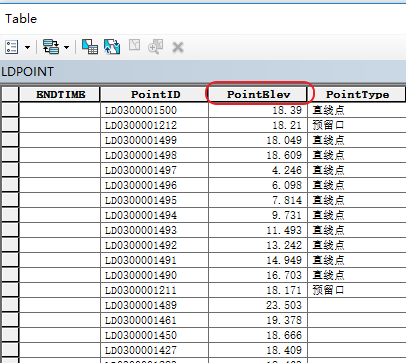 Table
LDPOINT
ENDTIME PointID PointElev PointType
LD0300001500 18.39 直线点
LD0300001212 18.21 预留口
LD0300001499 18.049 直线点
LD0300001498 18.609 直线点
LD0300001497 4.246 直线点
LD0300001496 6.098 直线点
LD0300001495 7.814 直线点
LD0300001494 9.731 直线点
LD0300001493 11.493 直线点
LD0300001492 13.242 直线点
LD0300001491 14.949 直线点
LD0300001490 16.703 直线点
LD0300001211 18.171 预留口
LD0300001489 23.503
LD0300001461 19.378
LD0300001450 18.666
LD0300001427 18.409